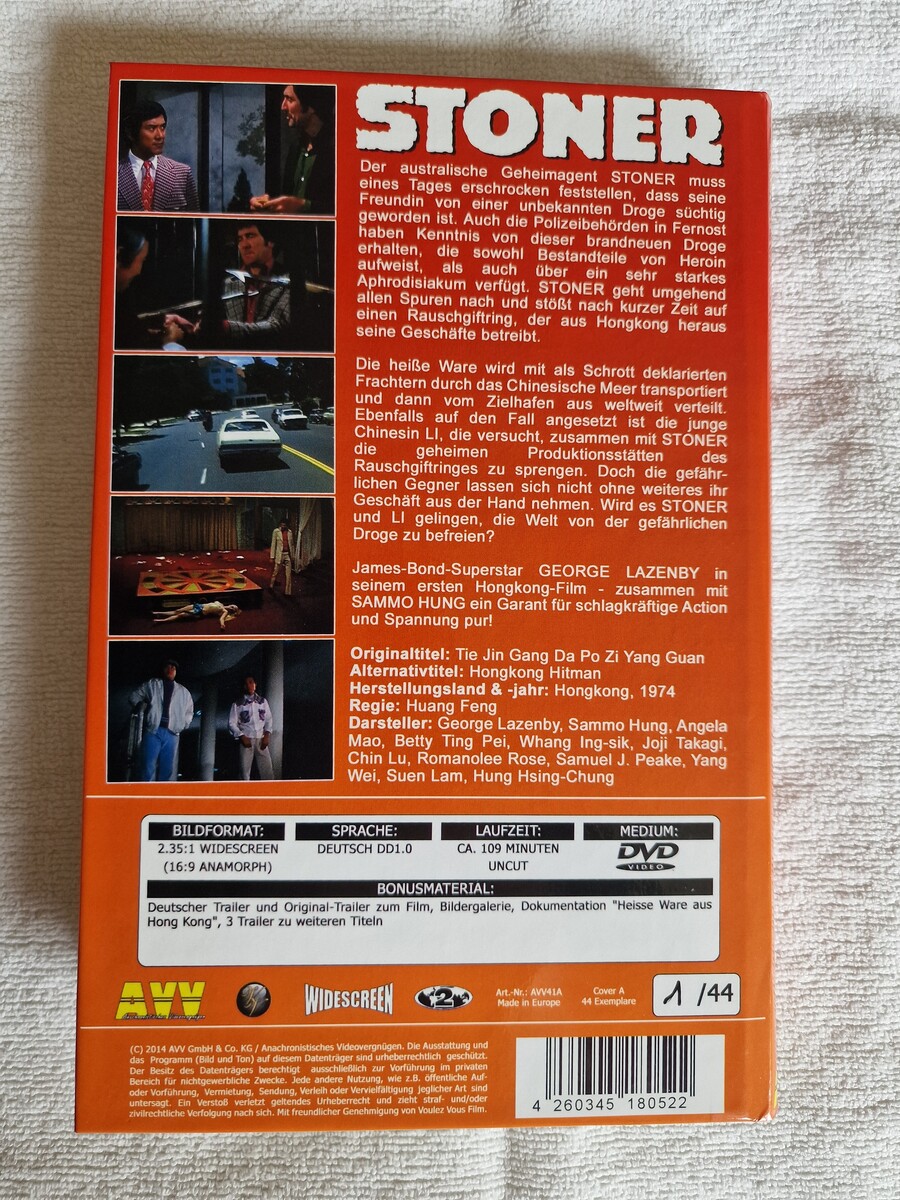 STONER
Der australische Geheimagent STONER muss
eines Tages erschrocken feststellen, dass seine
Freundin von einer unbekannten Droge süchtig
geworden ist. Auch die Polizeibehörden in Fernost
haben Kenntnis von dieser brandneuen Droge
erhalten, die sowohl Bestandteile von Heroin
aufweist, als auch über ein sehr starkes
Aphrodisiakum verfügt. STONER geht umgehend
allen Spuren nach und stößt nach kurzer Zeit auf
einen Rauschgiftring, der aus Hongkong heraus
seine Geschäfte betreibt.
Die heiße Ware wird mit als Schrott deklarierten
Frachtern durch das Chinesische Meer transportiert
und dann vom Zielhafen aus weltweit verteilt.
Ebenfalls auf den Fall angesetzt ist die junge
Chinesin LI, die versucht, zusammen mit STONER
die geheimen Produktionsstätten des
Rauschgiftringes zu sprengen. Doch die gefähr-
lichen Gegner lassen sich nicht ohne weiteres ihr
Geschäft aus der Hand nehmen. Wird es STONER
und LI gelingen, die Welt von der gefährlichen
Droge zu befreien?
James-Bond-Superstar GEORGE LAZENBY in
seinem ersten Hongkong-Film - zusammen mit
SAMMO HUNG ein Garant für schlagkräftige Action
und Spannung pur!
Originaltitel: Tie Jin Gang Da Po Zi Yang Guan
Alternativtitel: Hongkong Hitman
Herstellungsland & -jahr: Hongkong, 1974
Regie: Huang Feng
Darsteller: George Lazenby, Sammo Hung, Angela
Mao, Betty Ting Pei, Whang Ing-sik, Joji Takagi,
Chin Lu, Romanolee Rose, Samuel J. Peake, Yang
Wei, Suen Lam, Hung Hsing-Chung
BILDFORMAT: SPRACHE: LAUFZEIT: MEDIUM:
2.35:1 WIDESCREEN DEUTSCH DD1.0 CA. 109 MINUTEN DVD
(16:9 ANAMORPH) UNCUT VIDEO
BONUSMATERIAL:
Deutscher Trailer und Original-Trailer zum Film, Bildergalerie, Dokumentation "Heisse Ware aus
Hong Kong", 3 Trailer zu weiteren Titeln
AVV WIDESCREEN 2 Art.-Nr.: AVV41A Cover A 1 /44
Made in Europe 44 Exemplare
(C) 2014 AVV GmbH & Co. KG / Anachronistisches Videovergnügen. Die Ausstattung und
das Programm (Bild und Ton) auf diesem Datenträger sind urheberrechtlich geschützt.
Der Besitz des Datenträgers berechtigt ausschließlich zur Vorführung im privaten
Bereich für nichtgewerbliche Zwecke. Jede andere Nutzung, wie z.B. öffentliche Auf-
oder Vorführung, Vermietung, Sendung, Verleih oder Vervielfältigung jeglicher Art sind
untersagt. Ein Verstoß verletzt geltendes Urheberrecht und zieht straf- und/oder
zivilrechtliche Verfolgung nach sich. Mit freundlicher Genehmigung von Voulez Vous Film.
4 260345 180522